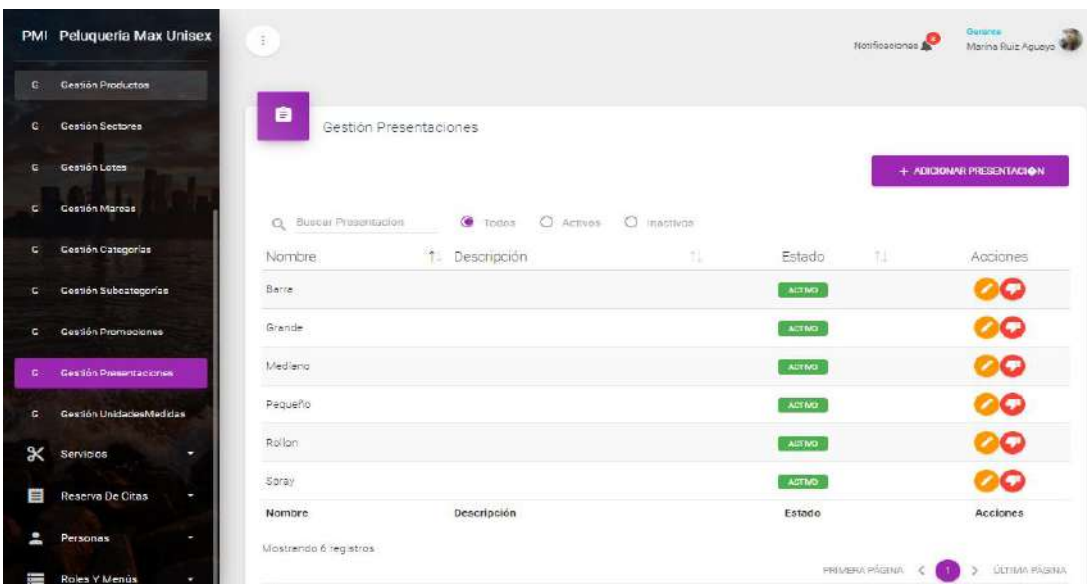 PMI Peluquería Max Unisex
G Gestión Productos
G Gestión Sectores
G Gestión Lotes
G Gestión Marcas
G Gestión Categorías
G Gestión Subcategorías
G Gestión Promociones
G Gestión Presentaciones
G Gestión UnidadesMedidas
Servicios
Reserva De Citas
Personas
Roles Y Menús
Notificaciones
Gerente
Marina Ruiz Aguayo
Gestión Presentaciones
+ ADICIONAR PRESENTACI�N
Buscar Presentacion Todos Activos Inactivos
Nombre Descripción Estado Acciones
Barra ACTIVO
Grande ACTIVO
Mediano ACTIVO
Pequeño ACTIVO
Rollon ACTIVO
Spray ACTIVO
Nombre Descripción Estado Acciones
Mostrando 6 registros
PRIMERA PÁGINA 1 ÚLTIMA PÁGINA